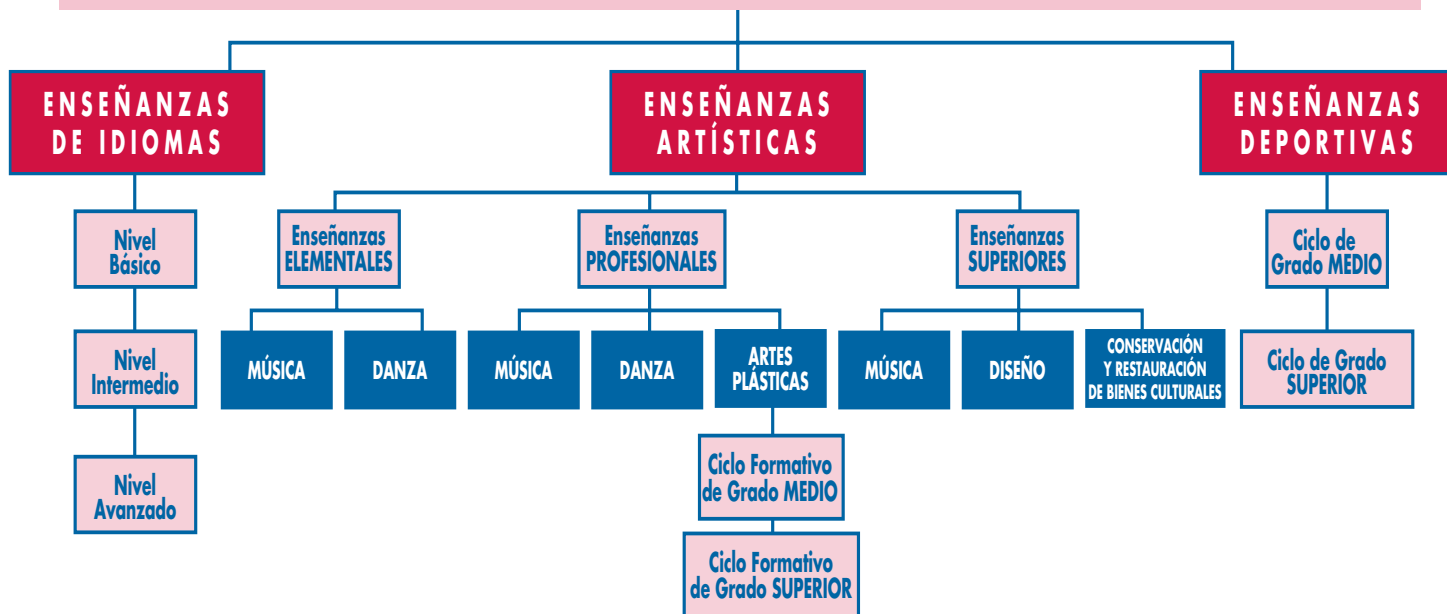 ENSEÑANZAS
DE IDIOMAS
ENSEÑANZAS
ARTÍSTICAS
ENSEÑANZAS
DEPORTIVAS
Nivel
Básico
Nivel
Intermedio
Nivel
Avanzado
Enseñanzas
ELEMENTALES
MÚSICA
DANZA
Enseñanzas
PROFESIONALES
MÚSICA
DANZA
ARTES
PLÁSTICAS
Ciclo Formativo
de Grado MEDIO
Ciclo Formativo
de Grado SUPERIOR
Enseñanzas
SUPERIORES
MÚSICA
DISEÑO
CONSERVACIÓN
Y RESTAURACIÓN
DE BIENES CULTURALES
Ciclo de
Grado MEDIO
Ciclo de Grado
SUPERIOR